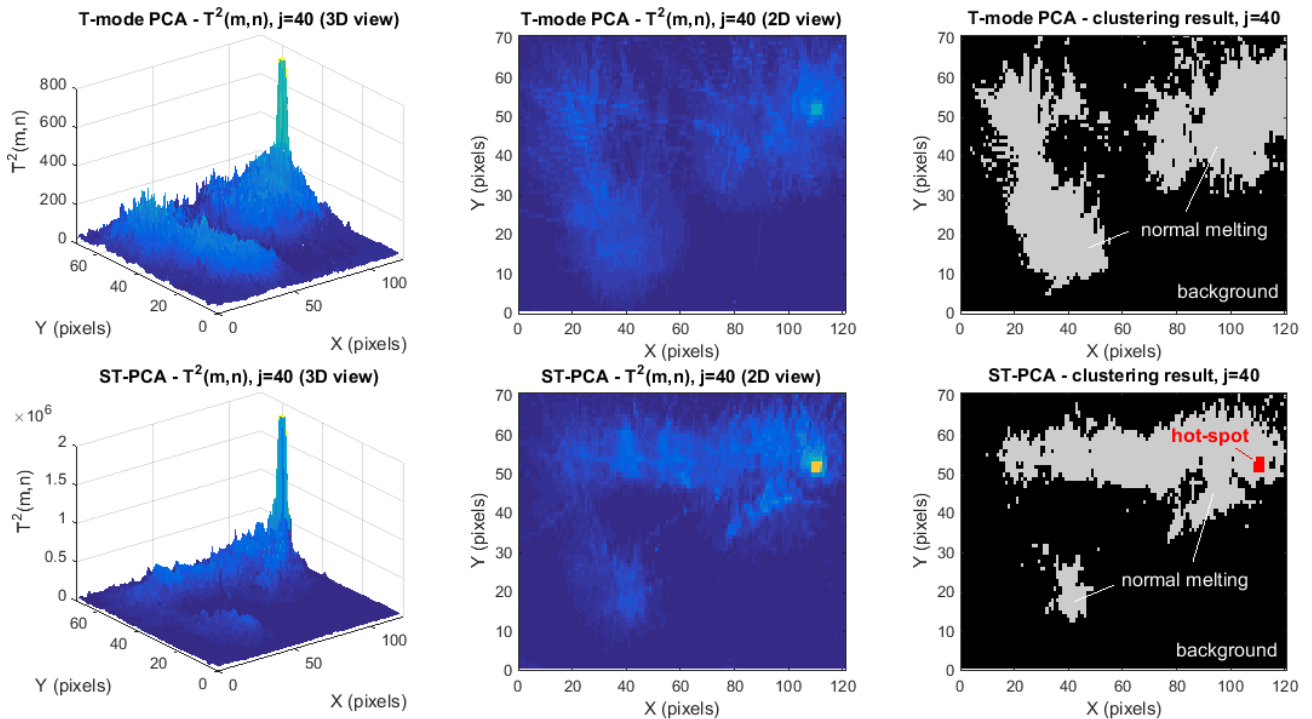 T-mode PCA - T²(m,n), j=40 (3D view)
800
600
400
200
0
T²(m,n)
60
40
20
0
Y (pixels)
0
50
100
X (pixels)
T-mode PCA - T²(m,n), j=40 (2D view)
70
60
50
40
30
20
10
0
Y (pixels)
0 20 40 60 80 100 120
X (pixels)
T-mode PCA - clustering result, j=40
70
60
50
40
30
20
10
0
Y (pixels)
normal melting
background
0 20 40 60 80 100 120
X (pixels)
ST-PCA - T²(m,n), j=40 (3D view)
×10⁶
2
1.5
1
0.5
0
T²(m,n)
60
40
20
0
Y (pixels)
0
50
100
X (pixels)
ST-PCA - T²(m,n), j=40 (2D view)
70
60
50
40
30
20
10
0
Y (pixels)
0 20 40 60 80 100 120
X (pixels)
ST-PCA - clustering result, j=40
70
60
50
40
30
20
10
0
Y (pixels)
hot-spot
normal melting
background
0 20 40 60 80 100 120
X (pixels)